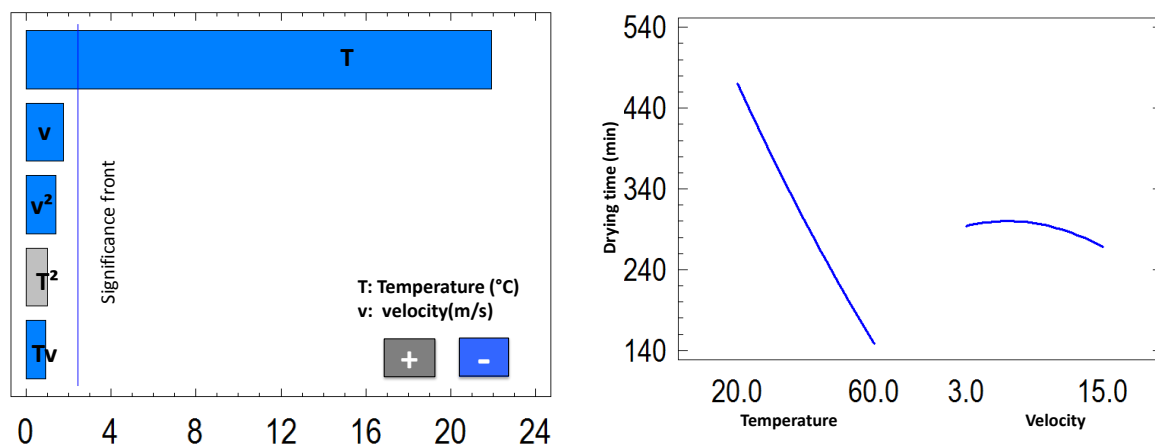 T
v
v²
T²
Tv
Significance front
T: Temperature (°C)
v: velocity(m/s)
+
-
0 4 8 12 16 20 24
540
440
340
240
140
Drying time (min)
20.0 60.0 3.0 15.0
Temperature Velocity